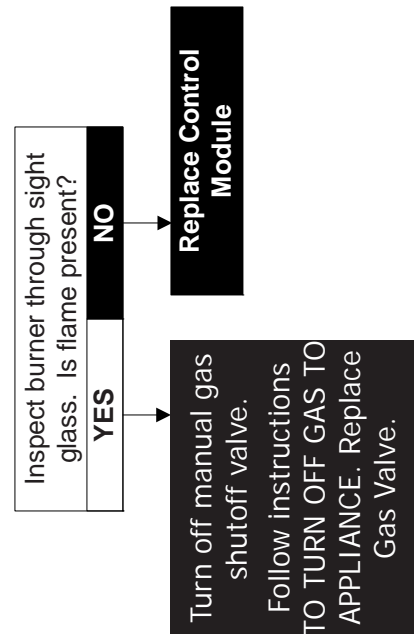 Inspect burner through sight
glass. Is flame present?
YES
NO
Turn off manual gas
shutoff valve.
Follow instructions
TO TURN OFF GAS TO
APPLIANCE. Replace
Gas Valve.
Replace Control
Module